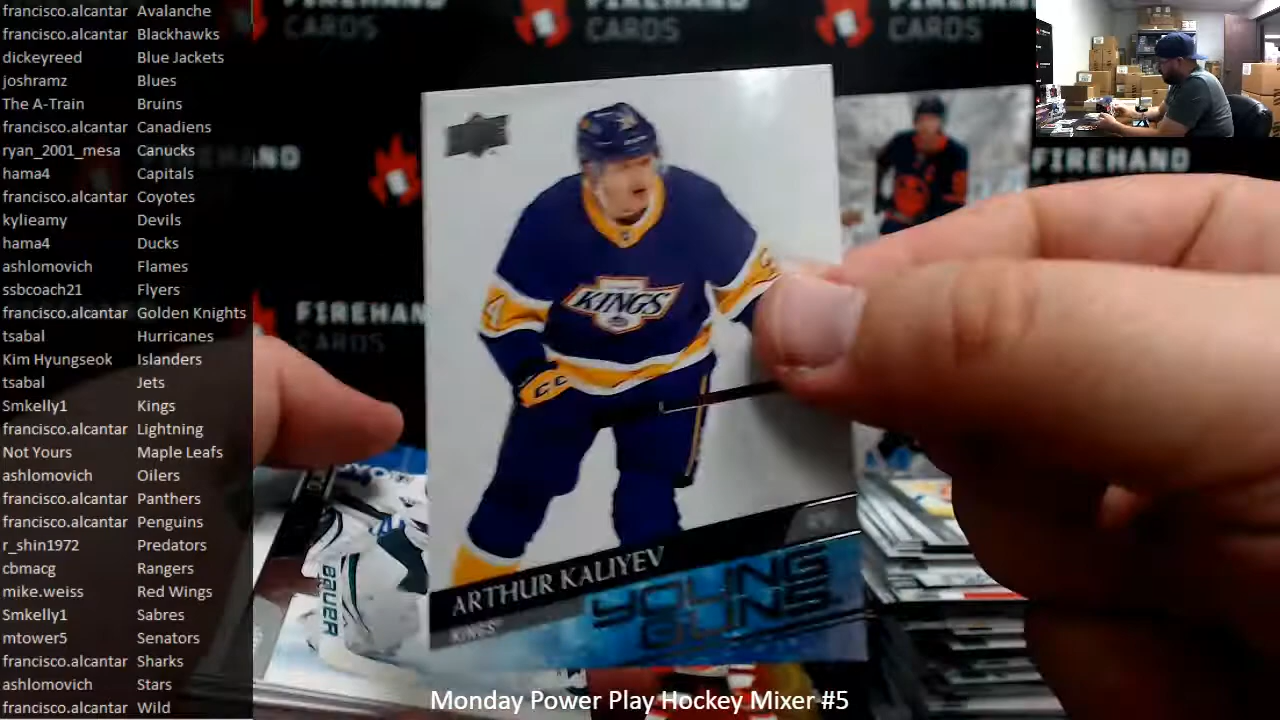 francisco.alcantar Avalanche
francisco.alcantar Blackhawks
dickeyreed Blue Jackets
joshramz Blues
The A-Train Bruins
francisco.alcantar Canadiens
ryan_2001_mesa Canucks
hama4 Capitals
francisco.alcantar Coyotes
kylieamy Devils
hama4 Ducks
ashlomovich Flames
ssbcoach21 Flyers
francisco.alcantar Golden Knights
tsabal Hurricanes
Kim Hyungseok Islanders
tsabal Jets
Smkelly1 Kings
francisco.alcantar Lightning
Not Yours Maple Leafs
ashlomovich Oilers
francisco.alcantar Panthers
francisco.alcantar Penguins
r_shin1972 Predators
cbmacg Rangers
mike.weiss Red Wings
Smkelly1 Sabres
mtower5 Senators
francisco.alcantar Sharks
ashlomovich Stars
francisco.alcantar Wild
CARDS
CARDS
CARDS
FIREHAND
FIREHAND
CARDS
KINGS
CC
BAUER
ARTHUR KALIYEV
KINGS
YOUNG
GUNS
Monday Power Play Hockey Mixer #5